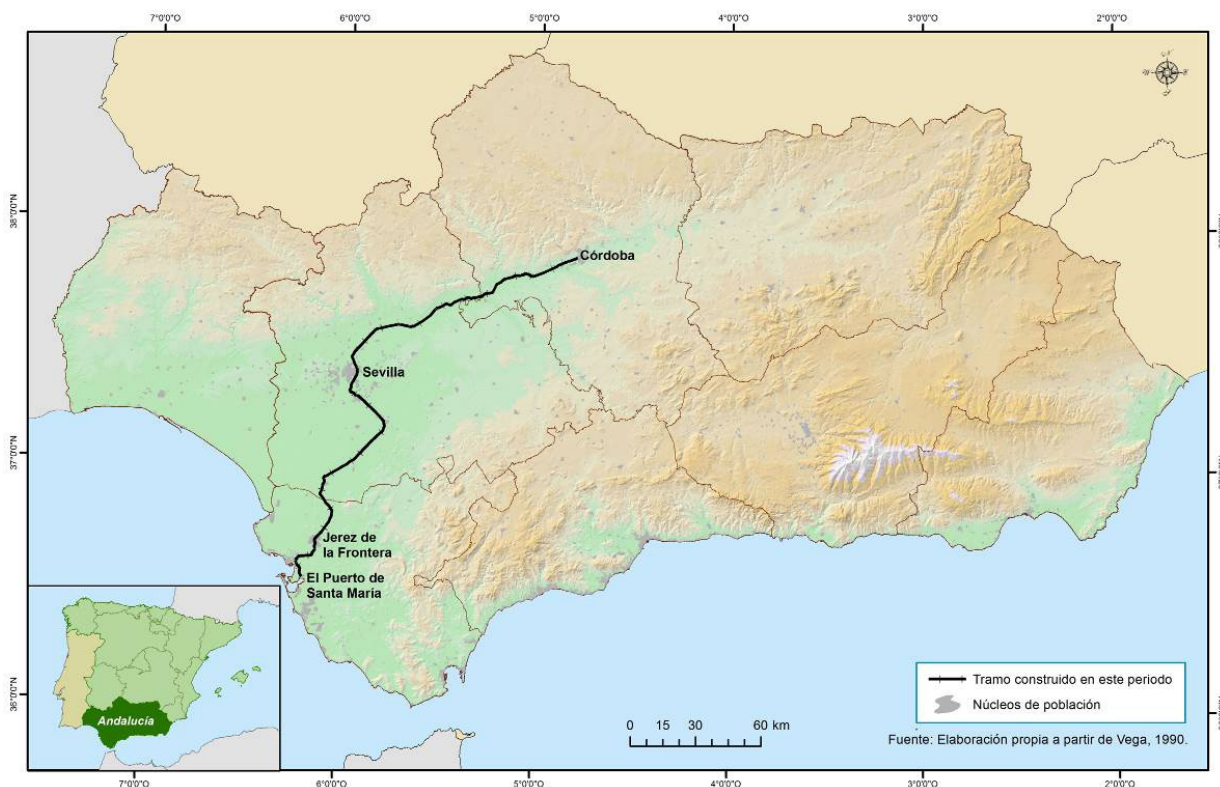 7°0'0"O 6°0'0"O 5°0'0"O 4°0'0"O 3°0'0"O 2°0'0"O
38°0'0"N
Córdoba
Sevilla
37°0'0"N
Jerez de
la Frontera
El Puerto de
Santa María
Andalucía
36°0'0"N
Tramo construido en este periodo
Núcleos de población
0 15 30 60 km
Fuente: Elaboración propia a partir de Vega, 1990.
7°0'0"O 6°0'0"O 5°0'0"O 4°0'0"O 3°0'0"O 2°0'0"O